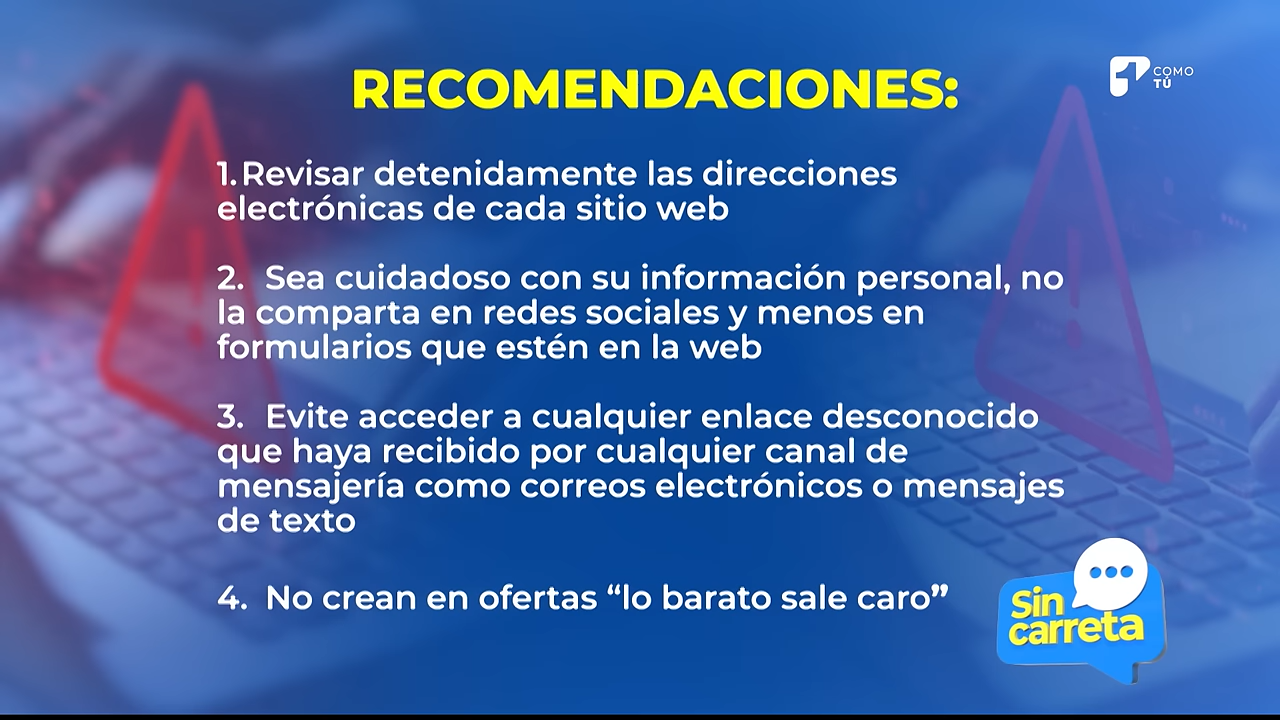 RECOMENDACIONES:
COMO
TÚ
1. Revisar detenidamente las direcciones
electrónicas de cada sitio web
2. Sea cuidadoso con su información personal, no
la comparta en redes sociales y menos en
formularios que estén en la web
3. Evite acceder a cualquier enlace desconocido
que haya recibido por cualquier canal de
mensajería como correos electrónicos o mensajes
de texto
4. No crean en ofertas “lo barato sale caro”
Sin
carreta